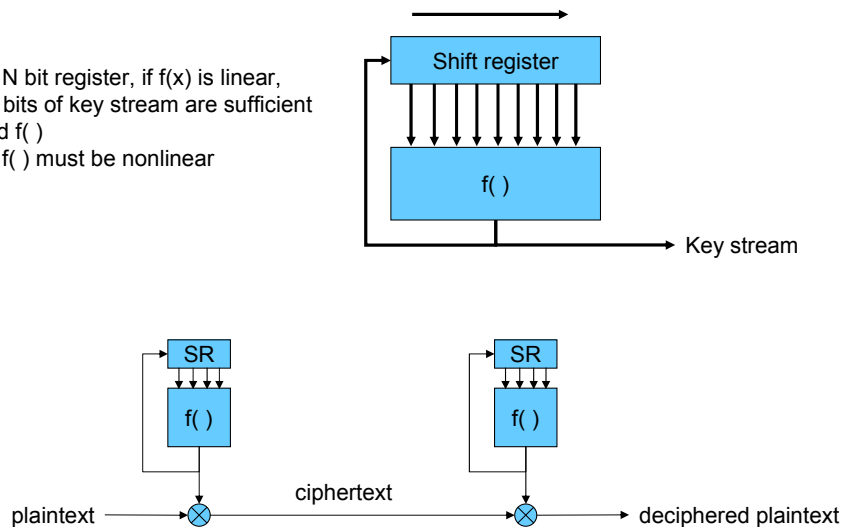 Shift register
N bit register, if f(x) is linear,
bits of key stream are sufficient
f( )
f( ) must be nonlinear
f( )
Key stream
SR
SR
f( )
f( )
ciphertext
plaintext
deciphered plaintext